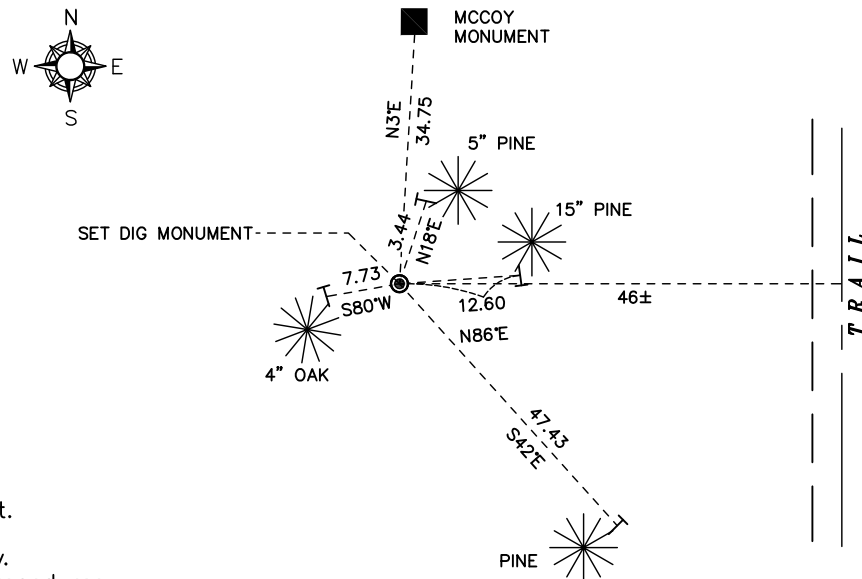 N
W E
S
MCCOY
MONUMENT
N3°E
34.75
5" PINE
15" PINE
3.44
N18°E
SET DIG MONUMENT
7.73
S80°W
4" OAK
12.60
N86°E
46±
TRAIL
47.43
S42°E
PINE
t.
y.